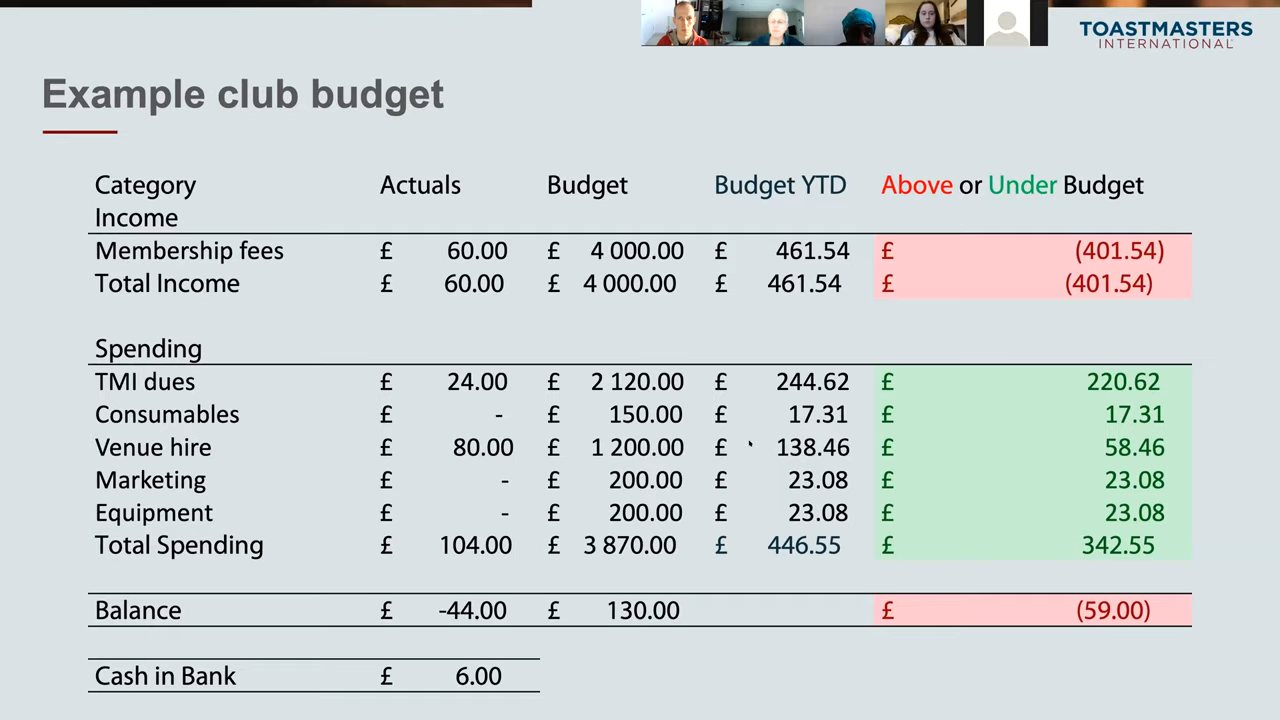 TOASTMASTERS
INTERNATIONAL
Example club budget
Category Actuals Budget Budget YTD Above or Under Budget
Income
Membership fees £ 60.00 £ 4 000.00 £ 461.54 £ (401.54)
Total Income £ 60.00 £ 4 000.00 £ 461.54 £ (401.54)
Spending
TMI dues £ 24.00 £ 2 120.00 £ 244.62 £ 220.62
Consumables £ - £ 150.00 £ 17.31 £ 17.31
Venue hire £ 80.00 £ 1 200.00 £ 138.46 £ 58.46
Marketing £ - £ 200.00 £ 23.08 £ 23.08
Equipment £ - £ 200.00 £ 23.08 £ 23.08
Total Spending £ 104.00 £ 3 870.00 £ 446.55 £ 342.55
Balance £ -44.00 £ 130.00 £ (59.00)
Cash in Bank £ 6.00